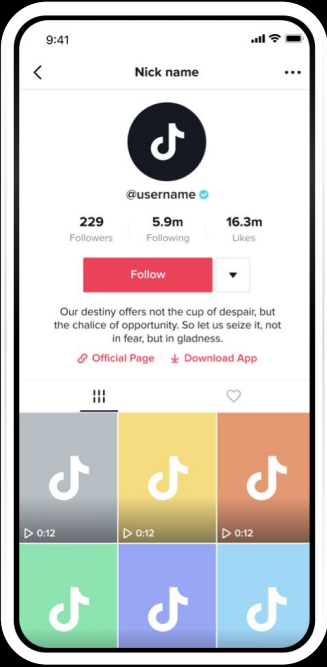 9:41
Nick name
@username
229 5.9m 16.3m
Followers Following Likes
Follow
Our destiny offers not the cup of despair, but
the chalice of opportunity. So let us seize it, not
in fear, but in gladness.
Official Page Download App
0:12 0:12 0:12